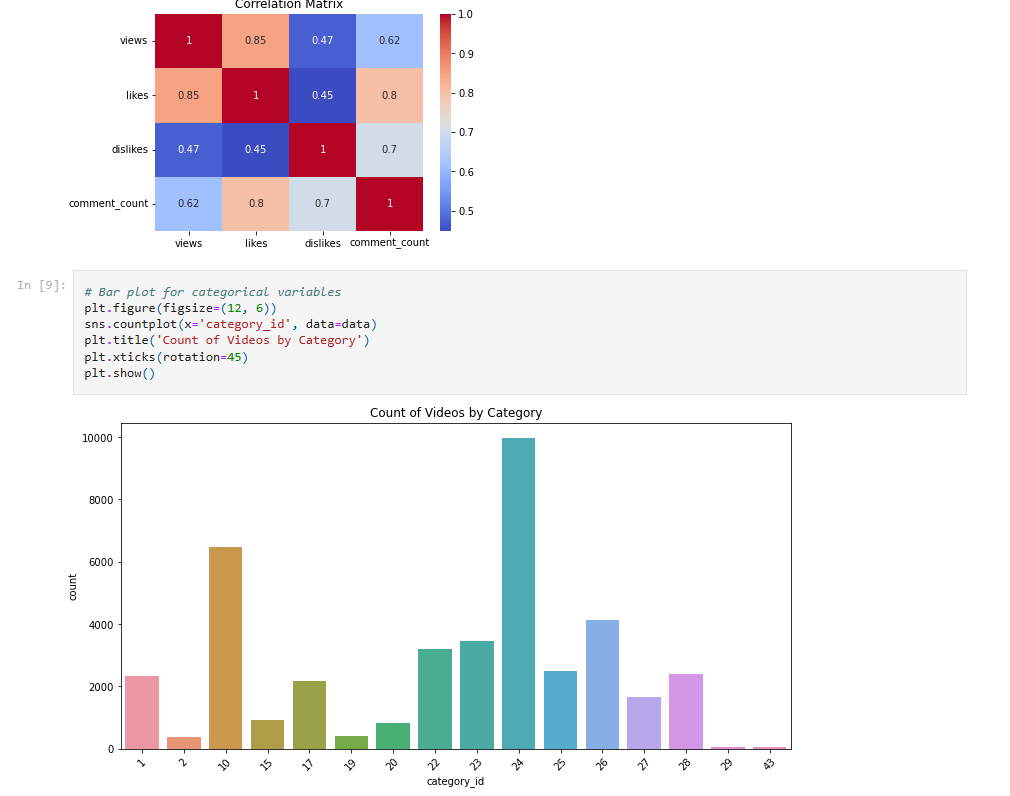 Correlation Matrix
1.0
views 1 0.85 0.47 0.62
0.9
likes 0.85 1 0.45 0.8
0.8
0.7
dislikes 0.47 0.45 1 0.7
0.6
comment_count 0.62 0.8 0.7 1
0.5
views likes dislikes comment_count
In [9]:
# Bar plot for categorical variables
plt.figure(figsize=(12, 6))
sns.countplot(x='category_id', data=data)
plt.title('Count of Videos by Category')
plt.xticks(rotation=45)
plt.show()
Count of Videos by Category
10000
8000
6000
count
4000
2000
0
1 2 10 15 17 19 20 22 23 24 25 26 27 28 29 43
category_id